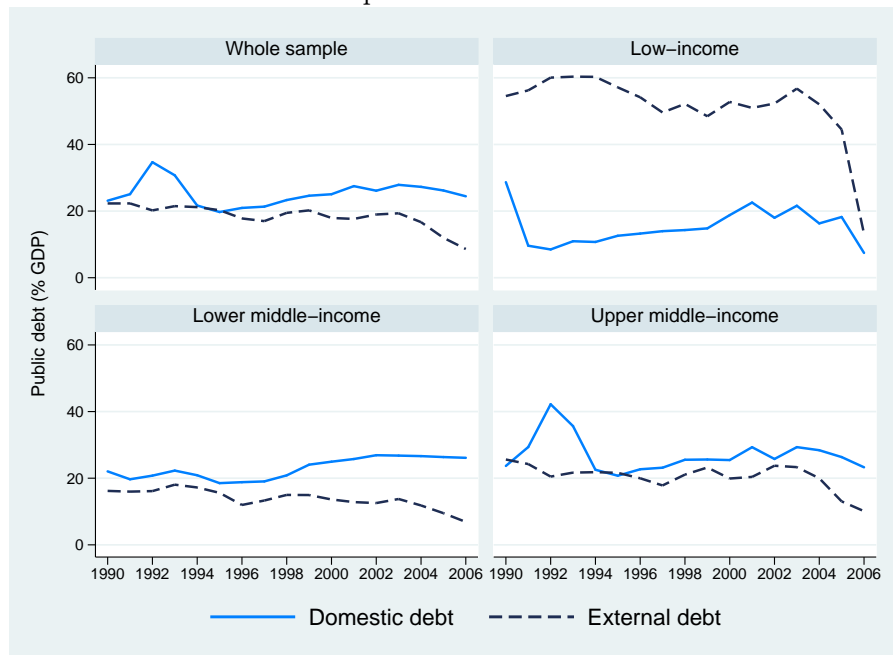 Whole sample
Low−income
60
40
20
0
Lower middle−income
Upper middle−income
60
40
20
0
Public debt (% GDP)
1990 1992 1994 1996 1998 2000 2002 2004 2006
1990 1992 1994 1996 1998 2000 2002 2004 2006
Domestic debt
External debt